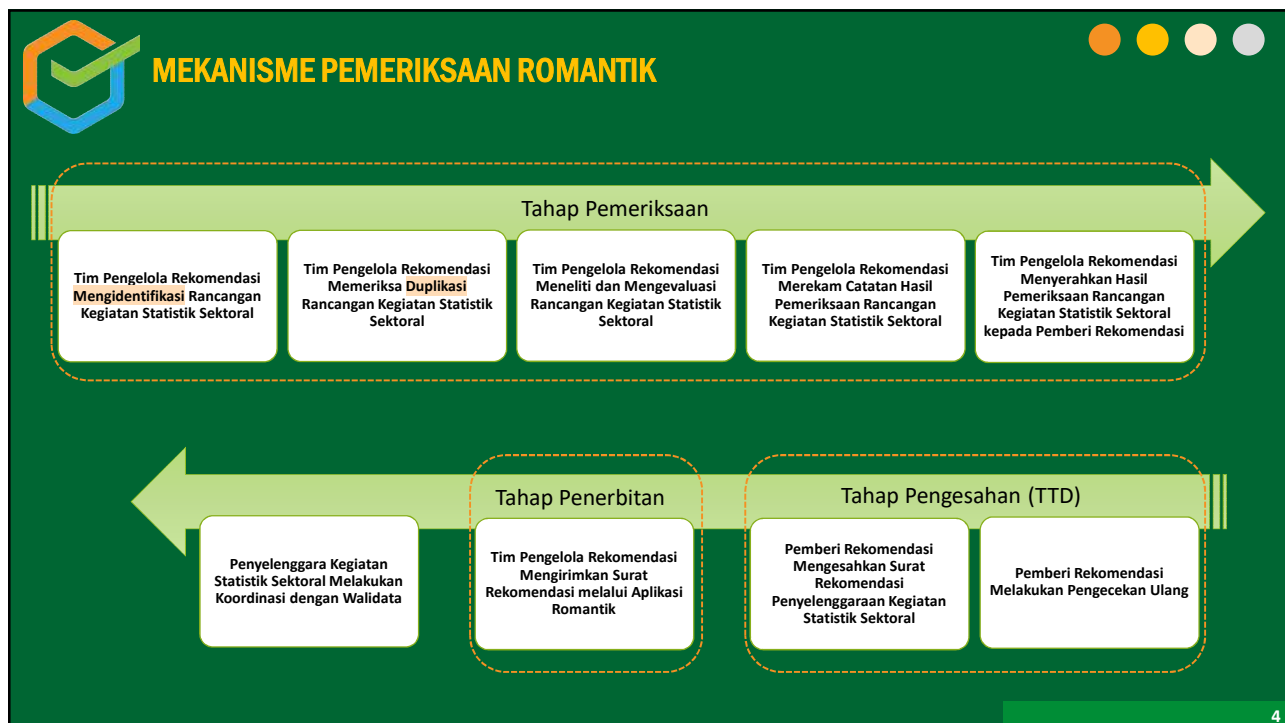 MEKANISME PEMERIKSAAN ROMANTIK
Tahap Pemeriksaan
Tim Pengelola Rekomendasi
Mengidentifikasi Rancangan
Kegiatan Statistik Sektoral
Tim Pengelola Rekomendasi
Memeriksa Duplikasi
Rancangan Kegiatan Statistik
Sektoral
Tim Pengelola Rekomendasi
Meneliti dan Mengevaluasi
Rancangan Kegiatan Statistik
Sektoral
Tim Pengelola Rekomendasi
Merekam Catatan Hasil
Pemeriksaan Rancangan
Kegiatan Statistik Sektoral
Tim Pengelola Rekomendasi
Menyerahkan Hasil
Pemeriksaan Rancangan
Kegiatan Statistik Sektoral
kepada Pemberi Rekomendasi
Tahap Pengesahan (TTD)
Pemberi Rekomendasi
Melakukan Pengecekan Ulang
Pemberi Rekomendasi
Mengesahkan Surat
Rekomendasi
Penyelenggaraan Kegiatan
Statistik Sektoral
Tahap Penerbitan
Tim Pengelola Rekomendasi
Mengirimkan Surat
Rekomendasi melalui Aplikasi
Romantik
Penyelenggara Kegiatan
Statistik Sektoral Melakukan
Koordinasi dengan Walidata
4